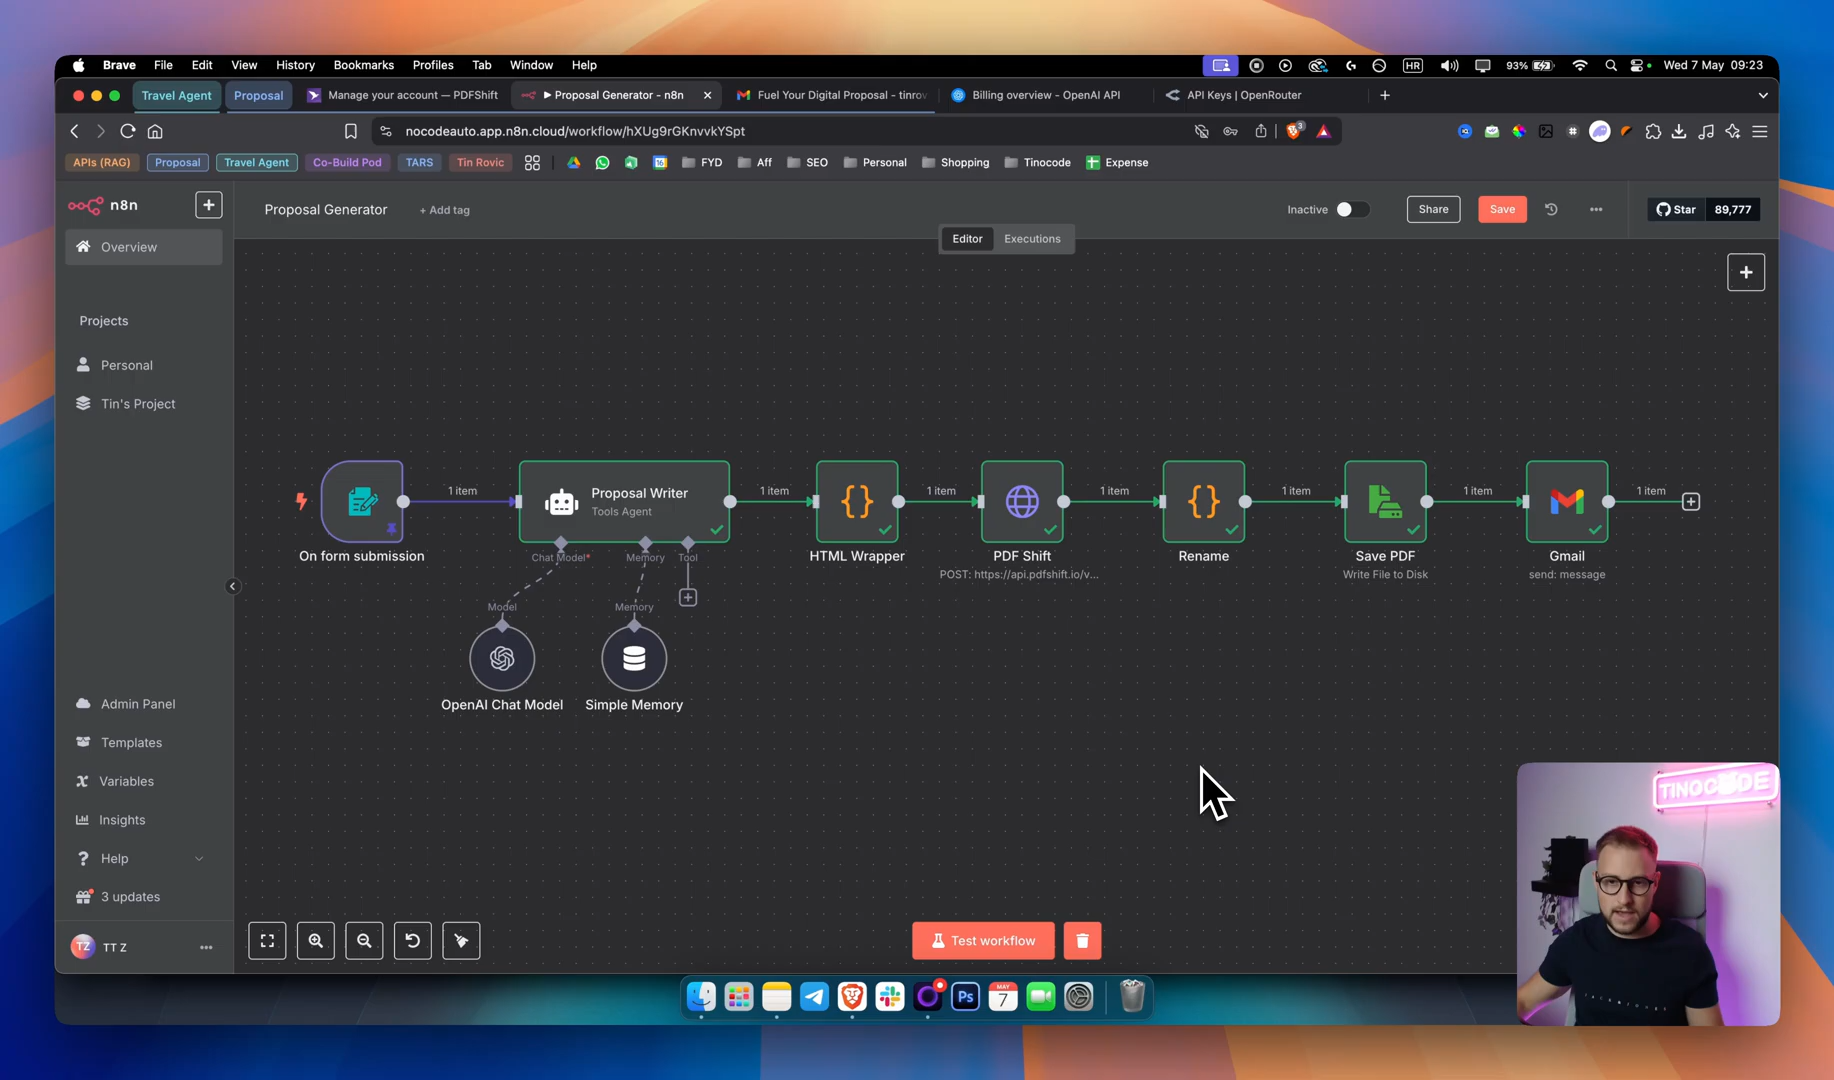 Brave File Edit View History Bookmarks Profiles Tab Window Help HR 93% Wed 7 May 09:23
Travel Agent Proposal Manage your account — PDFShift Proposal Generator - n8n Fuel Your Digital Proposal - tinrov Billing overview - OpenAI API API Keys | OpenRouter
nocodeauto.app.n8n.cloud/workflow/hXUg9rGKnvvkYSpt 3
APIs (RAG) Proposal Travel Agent Co-Build Pod TARS Tin Rovic 16 FYD Aff SEO Personal Shopping Tinocode Expense
n8n
Proposal Generator + Add tag Inactive Share Save Star 89,777
Editor Executions
Overview
Projects
Personal
Tin's Project
Admin Panel
Templates
Variables
Insights
Help
3 updates
TZ TT Z
1 item 1 item 1 item 1 item 1 item 1 item 1 item
Proposal Writer
Tools Agent
On form submission
Chat Model* Memory Tool
HTML Wrapper
PDF Shift
POST: https://api.pdfshift.io/v...
Rename
Save PDF
Write File to Disk
Gmail
send: message
Model Memory
OpenAI Chat Model Simple Memory
Test workflow
TINOCODE
Ps MAY 7